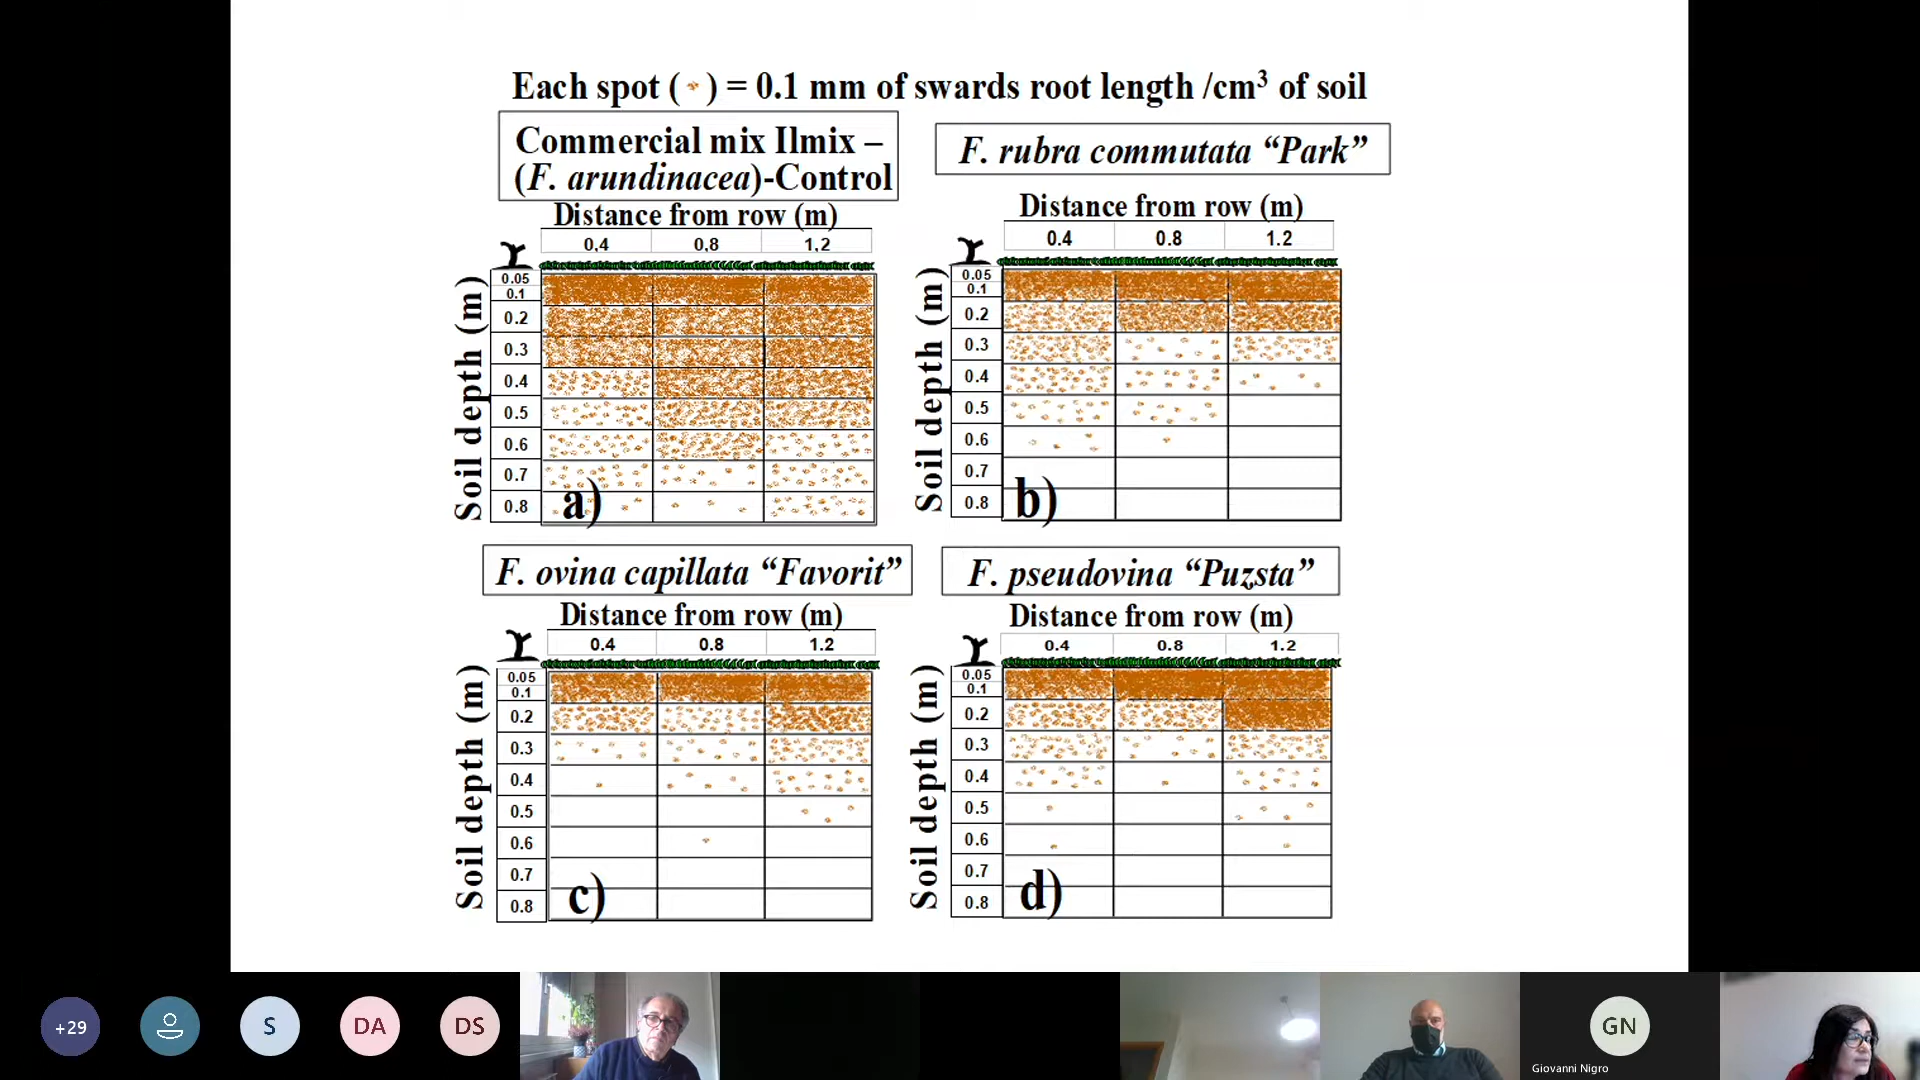 Each spot ( ) = 0.1 mm of swards root length /cm³ of soil
Commercial mix Ilmix –
(F. arundinacea)-Control
Distance from row (m)
0,4 0,8 1,2
Soil depth (m)
0.05
0.1
0.2
0.3
0.4
0.5
0.6
0.7
0.8
a)
F. rubra commutata “Park”
Distance from row (m)
0.4 0.8 1.2
Soil depth (m)
0.05
0.1
0.2
0.3
0.4
0.5
0.6
0.7
0.8
b)
F. ovina capillata “Favorit”
Distance from row (m)
0.4 0.8 1.2
Soil depth (m)
0.05
0.1
0.2
0.3
0.4
0.5
0.6
0.7
0.8
c)
F. pseudovina “Puzsta”
Distance from row (m)
0.4 0.8 1.2
Soil depth (m)
0.05
0.1
0.2
0.3
0.4
0.5
0.6
0.7
0.8
d)
+29 S DA DS GN
Giovanni Nigro